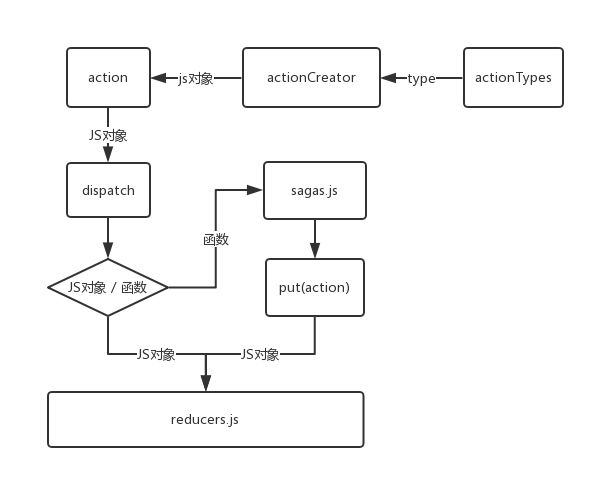 action
js对象
actionCreator
type
actionTypes
JS对象
dispatch
sagas.js
函数
JS对象 / 函数
put(action)
JS对象
JS对象
reducers.js